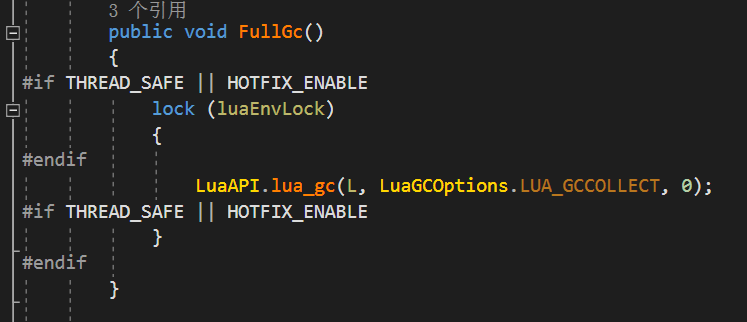 3 个引用
public void FullGc()
{
#if THREAD_SAFE || HOTFIX_ENABLE
lock (luaEnvLock)
{
#endif
LuaAPI.lua_gc(L, LuaGCOptions.LUA_GCCOLLECT, 0);
#if THREAD_SAFE || HOTFIX_ENABLE
}
#endif
}